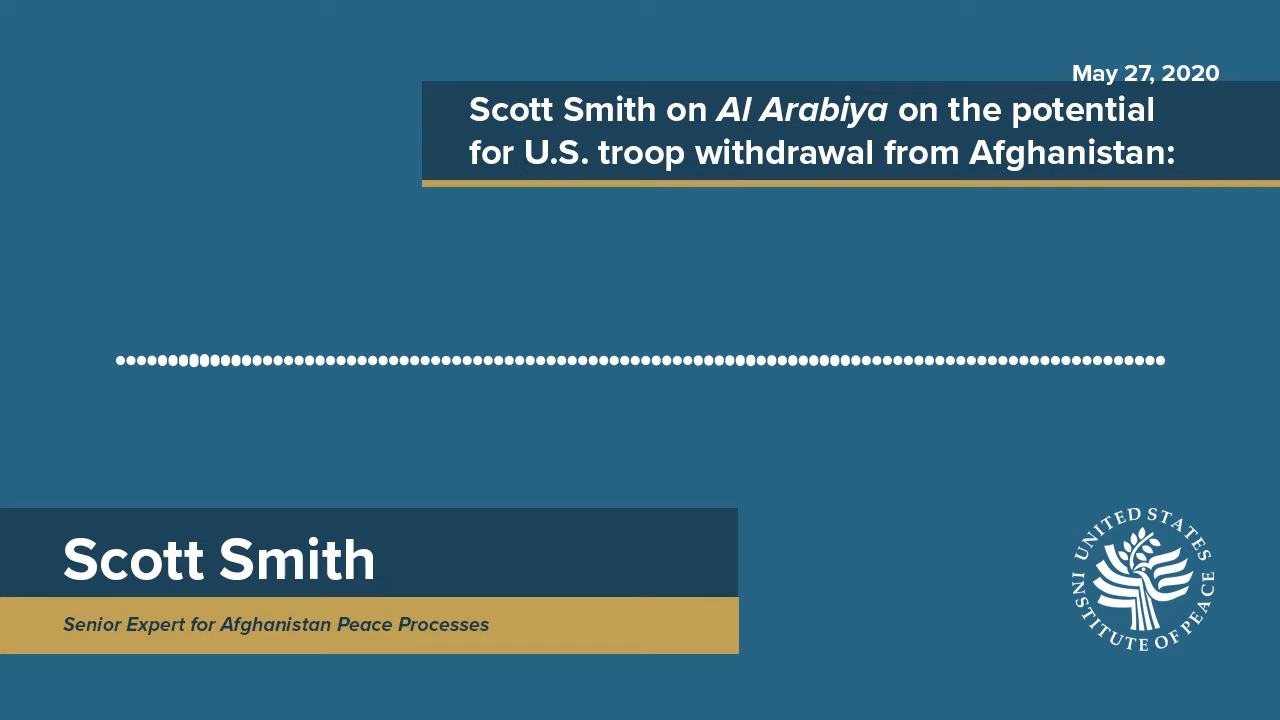 May 27, 2020
Scott Smith on Al Arabiya on the potential
for U.S. troop withdrawal from Afghanistan:
Scott Smith
Senior Expert for Afghanistan Peace Processes
UNITED STATES
INSTITUTE OF PEACE